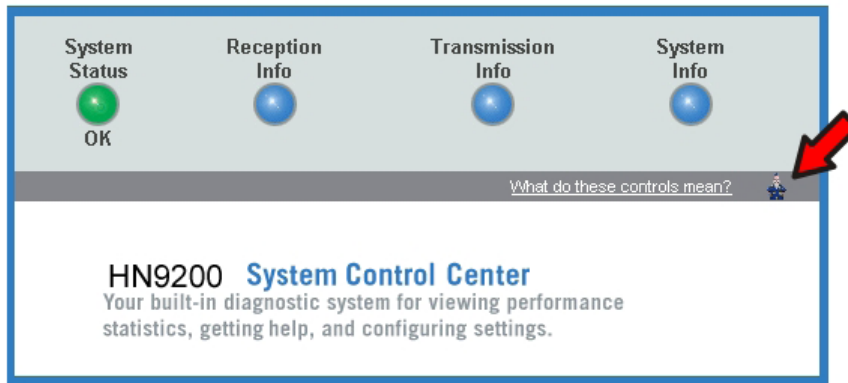 System Status
OK
Reception Info
Transmission Info
System Info
What do these controls mean?
HN9200 System Control Center
Your built-in diagnostic system for viewing performance
statistics, getting help, and configuring settings.